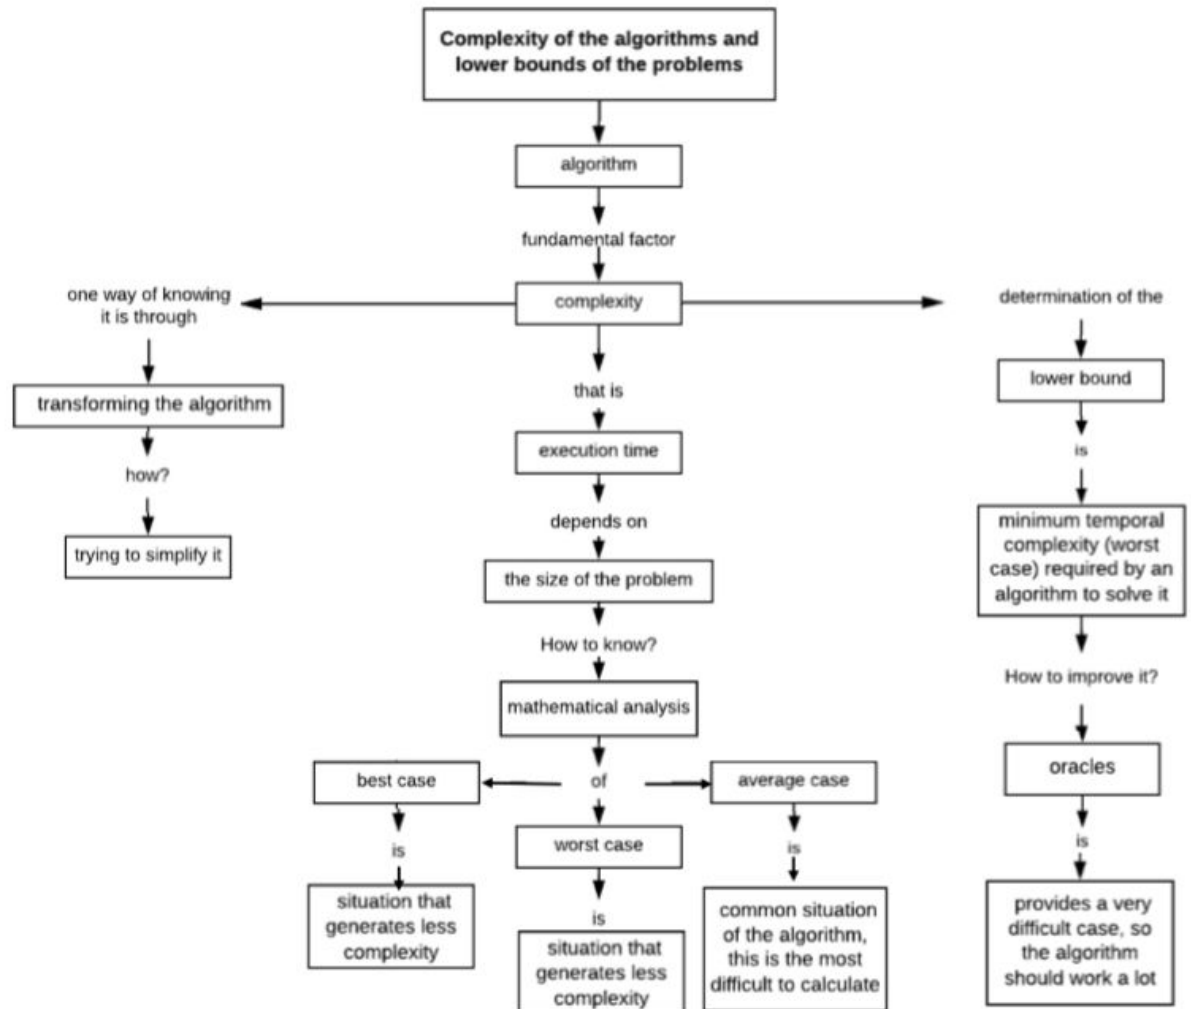 Complexity of the algorithms and
lower bounds of the problems
algorithm
fundamental factor
complexity
one way of knowing
it is through
transforming the algorithm
how?
trying to simplify it
that is
execution time
depends on
the size of the problem
How to know?
mathematical analysis
of
best case
is
situation that
generates less
complexity
worst case
is
situation that
generates less
complexity
average case
is
common situation
of the algorithm,
this is the most
difficult to calculate
determination of the
lower bound
is
minimum temporal
complexity (worst
case) required by an
algorithm to solve it
How to improve it?
oracles
is
provides a very
difficult case, so
the algorithm
should work a lot